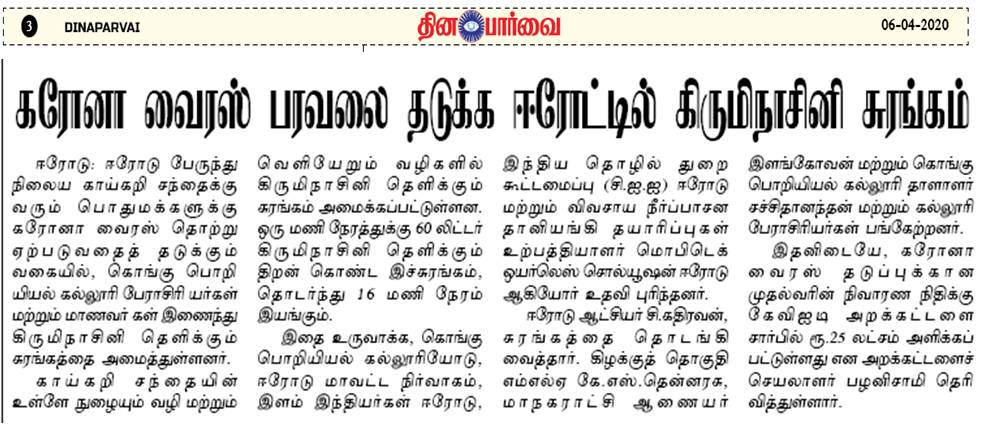 3 DINAPARVAI
தினபார்வை
06-04-2020
கரோனா வைரஸ் பரவலை தடுக்க ஈரோட்டில் கிருமிநாசினி சுரங்கம்
ஈரோடு: ஈரோடு பேருந்து
நிலைய காய்கறி சந்தைக்கு
வரும் பொதுமக்களுக்கு
கரோனா வைரஸ் தொற்று
ஏற்படுவதைத் தடுக்கும்
வகையில், கொங்கு பொறி
யியல் கல்லூரி பேராசிரி யர்கள்
மற்றும் மாணவர் கள் இணைந்து
கிருமிநாசினி தெளிக்கும்
சுரங்கத்தை அமைத்துள்ளனர்.
காய்கறி சந்தையின்
உள்ளே நுழையும் வழி மற்றும்
வெளியேறும் வழிகளில்
கிருமிநாசினி தெளிக்கும்
சுரங்கம் அமைக்கப்பட்டுள்ளன.
ஒரு மணி நேரத்துக்கு 60 லிட்டர்
கிருமிநாசினி தெளிக்கும்
திறன் கொண்ட இச்சுரங்கம்,
தொடர்ந்து 16 மணி நேரம்
இயங்கும்.
இதை உருவாக்க, கொங்கு
பொறியியல் கல்லூரியோடு,
ஈரோடு மாவட்ட நிர்வாகம்,
இளம் இந்தியர்கள் ஈரோடு,
இந்திய தொழில் துறை
கூட்டமைப்பு (சி.ஐ.ஐ) ஈரோடு
மற்றும் விவசாய நீர்ப்பாசன
தானியங்கி தயாரிப்புகள்
உற்பத்தியாளர் மொபிடெக்
ஒயர்லெஸ் சொல்யூஷன் ஈரோடு
ஆகியோர் உதவி புரிந்தனர்.
ஈரோடு ஆட்சியர் சி.கதிரவன்,
சுரங்கத்தை தொடங்கி
வைத்தார். கிழக்குத் தொகுதி
எம்எல்ஏ கே.எஸ்.தென்னரசு,
மாநகராட்சி ஆணையர்
இளங்கோவன் மற்றும் கொங்கு
பொறியியல் கல்லூரி தாளாளர்
சச்சிதானந்தன் மற்றும் கல்லூரி
பேராசிரியர்கள் பங்கேற்றனர்.
இதனிடையே, கரோனா
வைரஸ் தடுப்புக்கான
முதல்வரின் நிவாரண நிதிக்கு
கேவிஐடி அறக்கட்டளை
சார்பில் ரூ.25 லட்சம் அளிக்கப்
பட்டுள்ளது என அறக்கட்டளைச்
செயலாளர் பழனிசாமி தெரி
வித்துள்ளார்.